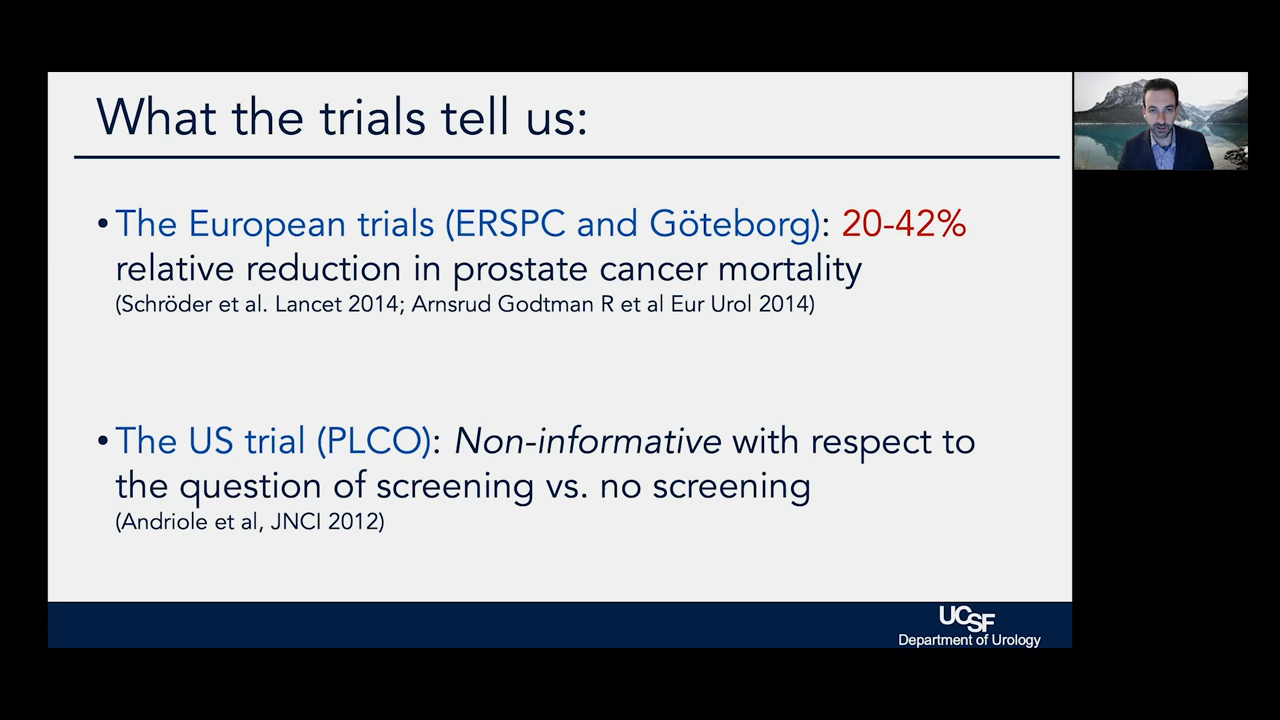 What the trials tell us:
• The European trials (ERSPC and Göteborg): 20-42%
relative reduction in prostate cancer mortality
(Schröder et al. Lancet 2014; Arnsrud Godtman R et al Eur Urol 2014)
• The US trial (PLCO): Non-informative with respect to
the question of screening vs. no screening
(Andriole et al, JNCI 2012)
UCSF
Department of Urology